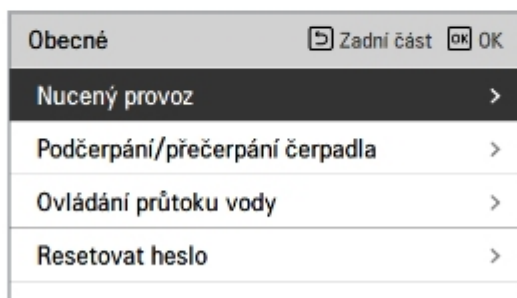 Obecné Zadní část OK OK
Nucený provoz
Podčerpání/přečerpání čerpadla
Ovládání průtoku vody
Resetovat heslo